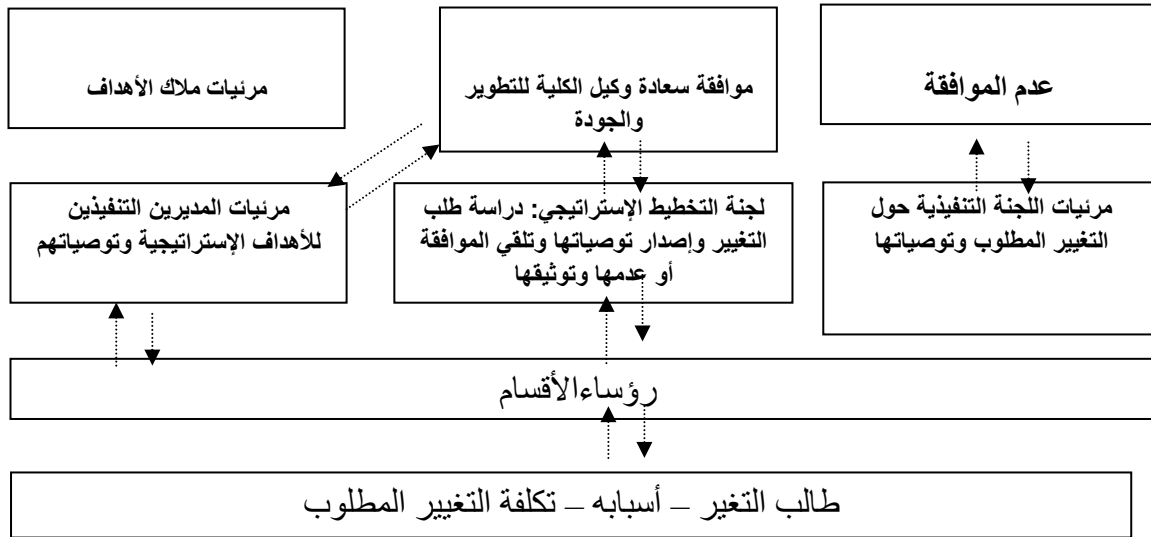 عدم الموافقة
موافقة سعادة وكيل الكلية للتطوير
والجودة
مرئيات ملاك الأهداف
مرئيات اللجنة التنفيذية حول
التغيير المطلوب وتوصياتها
لجنة التخطيط الإستراتيجي: دراسة طلب
التغيير وإصدار توصياتها وتلقي الموافقة
أو عدمها وتوثيقها
مرئيات المديرين التنفيذين
للأهداف الإستراتيجية وتوصياتهم
رؤساءالأقسام
طالب التغير – أسبابه – تكلفة التغيير المطلوب